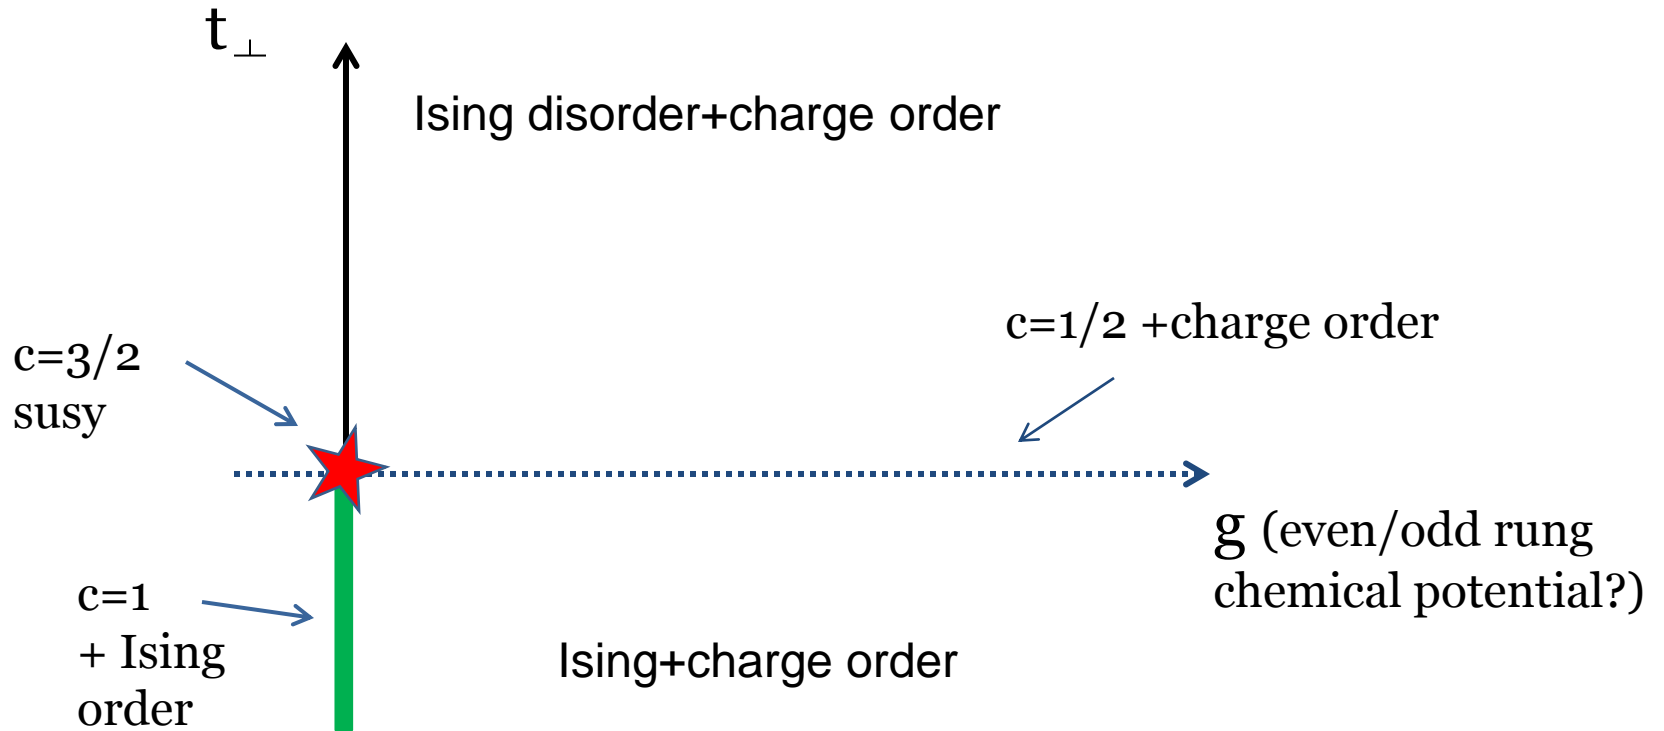 t⊥
Ising disorder+charge order
c=1/2 +charge order
c=3/2
susy
g (even/odd rung
chemical potential?)
c=1
+ Ising
order
Ising+charge order